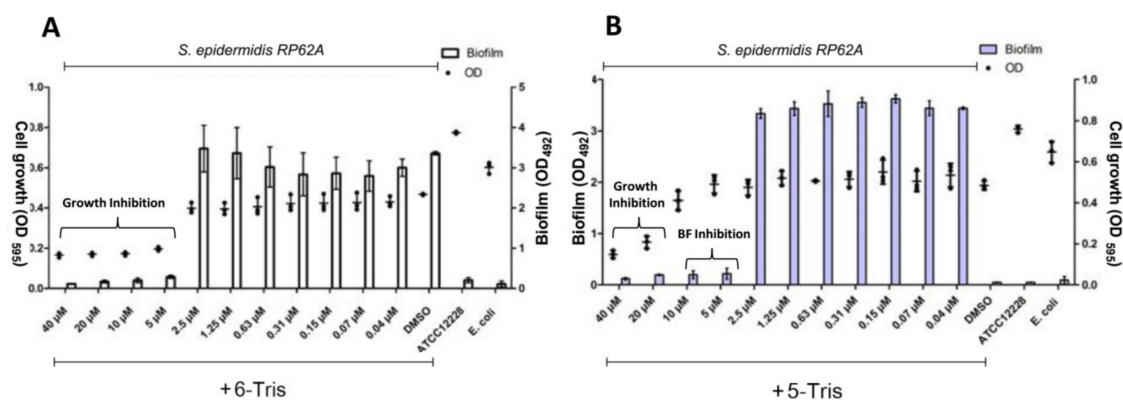 A
S. epidermidis RP62A
Biofilm
OD
1.0
0.8
0.6
0.4
0.2
0.0
Cell growth (OD 595)
5
4
3
2
1
0
Biofilm (OD492)
Growth Inhibition
40 µM
20 µM
10 µM
5 µM
2.5 µM
1.25 µM
0.63 µM
0.31 µM
0.15 µM
0.07 µM
0.04 µM
DMSO
ATCC12228
E. coli
+6-Tris
B
S. epidermidis RP62A
Biofilm
OD
4
3
2
1
0
Biofilm (OD492)
1.0
0.8
0.6
0.4
0.2
0.0
Cell growth (OD 595)
Growth
Inhibition
BF Inhibition
40 µM
20 µM
10 µM
5 µM
2.5 µM
1.25 µM
0.63 µM
0.31 µM
0.15 µM
0.07 µM
0.04 µM
DMSO
ATCC12228
E. coli
+5-Tris